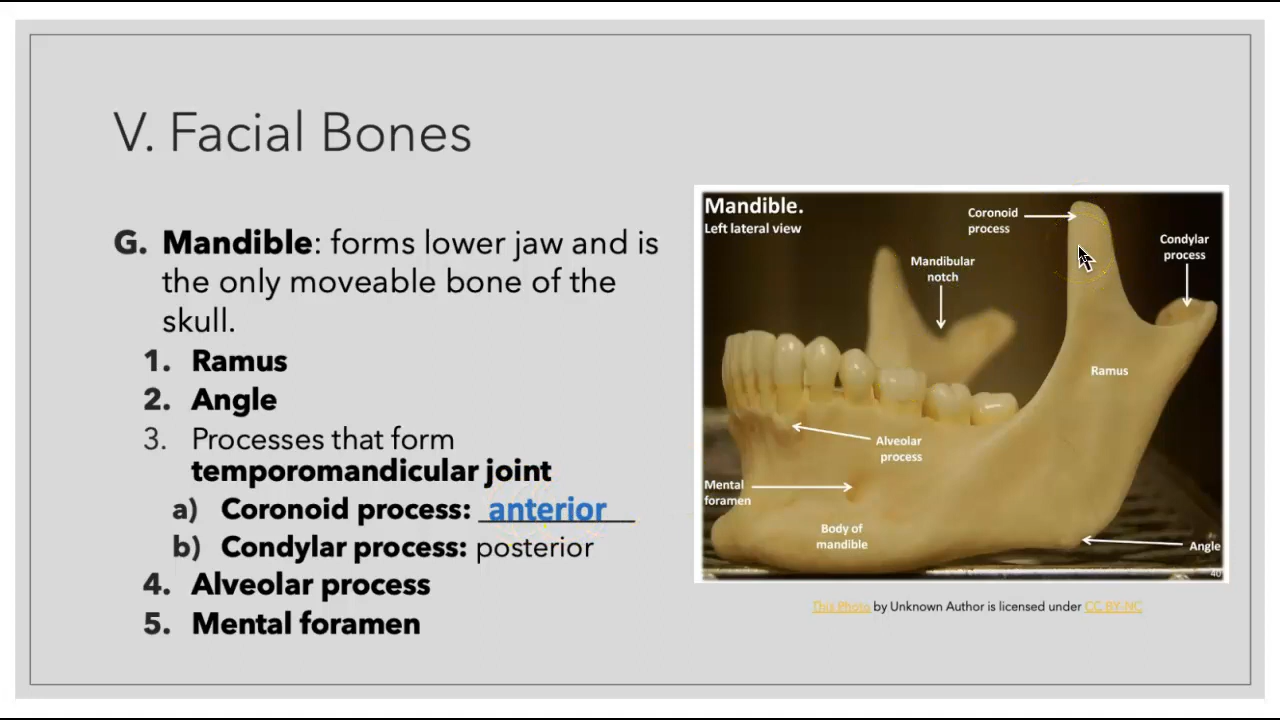 V. Facial Bones
G. Mandible: forms lower jaw and is
the only moveable bone of the
skull.
1. Ramus
2. Angle
3. Processes that form
temporomandicular joint
a) Coronoid process: anterior
b) Condylar process: posterior
4. Alveolar process
5. Mental foramen
Mandible.
Left lateral view
Coronoid
process
Condylar
process
Mandibular
notch
Ramus
Alveolar
process
Mental
foramen
Body of
mandible
Angle
40
This Photo by Unknown Author is licensed under CC BY-NC